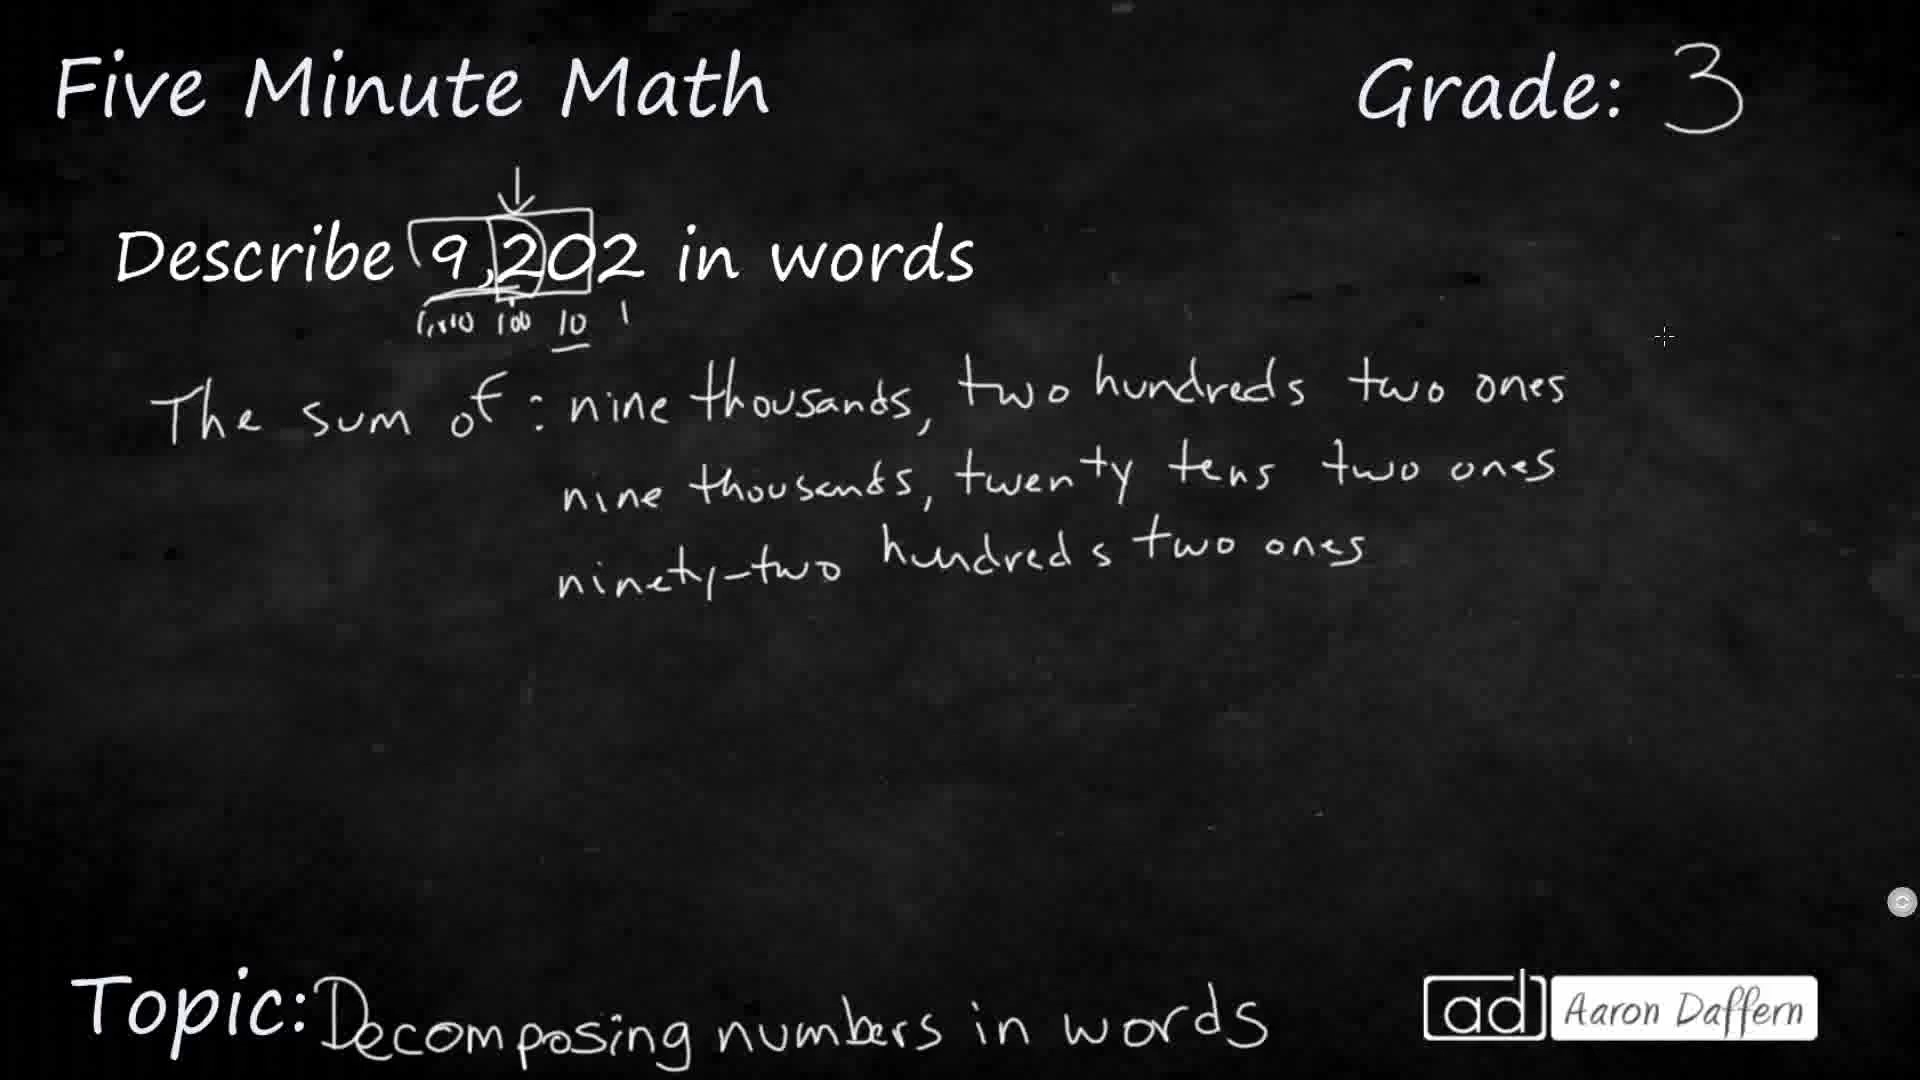 Five Minute Math
Grade: 3
Describe 9,202 in words
1,000 100 10 1
The sum of: nine thousands, two hundreds two ones
nine thousands, twenty tens two ones
ninety-two hundreds two ones
Topic: Decomposing numbers in words
ad Aaron Daffern